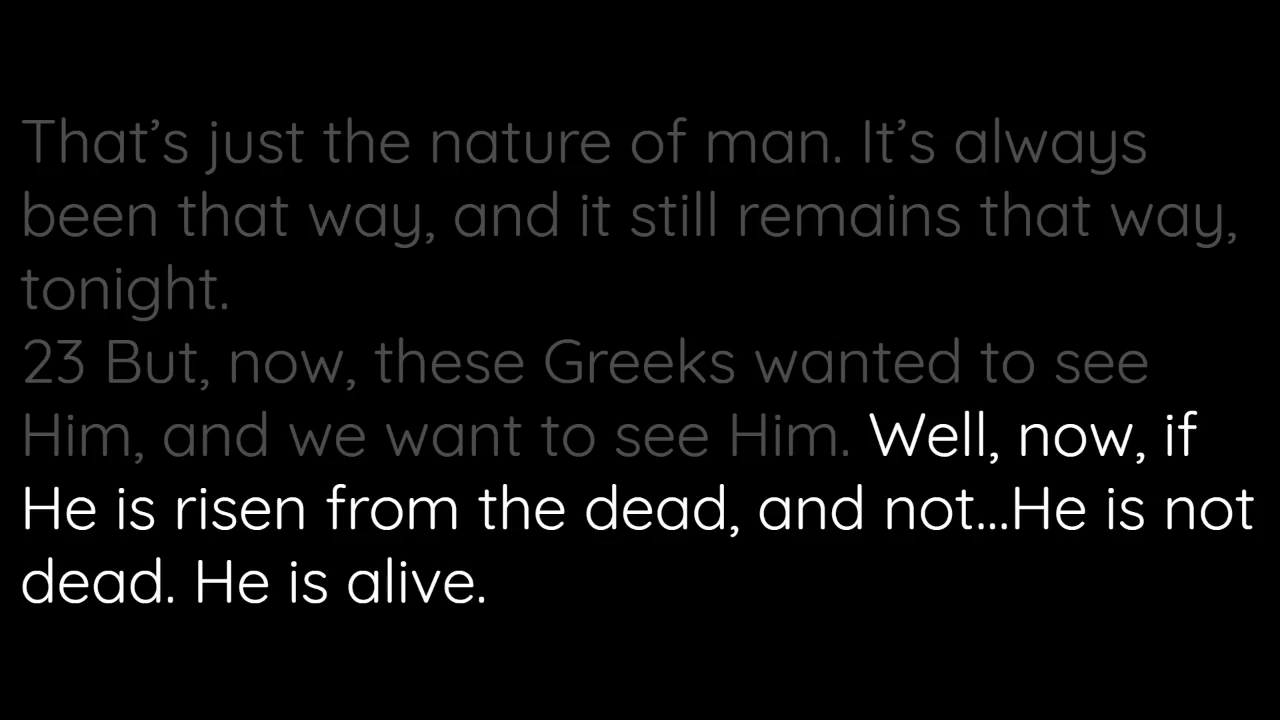 That’s just the nature of man. It’s always
been that way, and it still remains that way,
tonight.
23 But, now, these Greeks wanted to see
Him, and we want to see Him. Well, now, if
He is risen from the dead, and not...He is not
dead. He is alive.